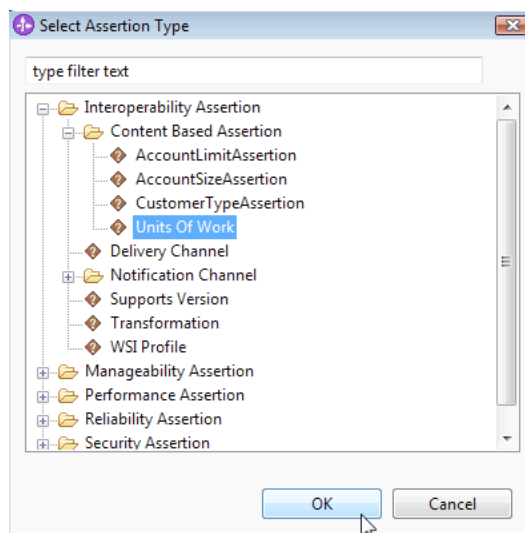 Select Assertion Type
type filter text
Interoperability Assertion
Content Based Assertion
AccountLimitAssertion
AccountSizeAssertion
CustomerTypeAssertion
Units Of Work
Delivery Channel
Notification Channel
Supports Version
Transformation
WSI Profile
Manageability Assertion
Performance Assertion
Reliability Assertion
Security Assertion
OK Cancel